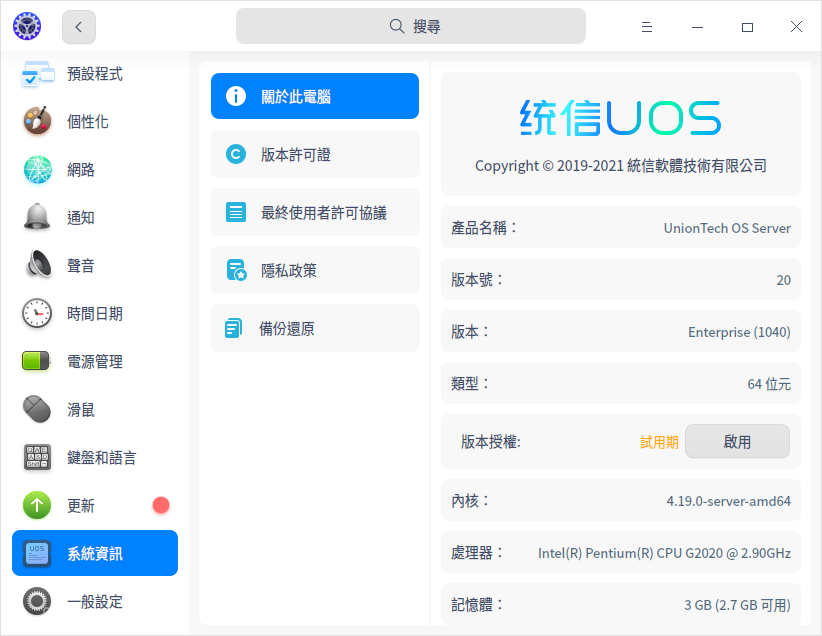 搜尋
預設程式
個性化
網路
通知
聲音
時間日期
電源管理
滑鼠
鍵盤和語言
更新
UOS
系統資訊
一般設定
關於此電腦
版本許可證
最終使用者許可協議
隱私政策
備份還原
統信UOS
Copyright © 2019-2021 統信軟體技術有限公司
產品名稱： UnionTech OS Server
版本號： 20
版本： Enterprise (1040)
類型： 64 位元
版本授權: 試用期 啟用
內核： 4.19.0-server-amd64
處理器： Intel(R) Pentium(R) CPU G2020 @ 2.90GHz
記憶體： 3 GB (2.7 GB 可用)